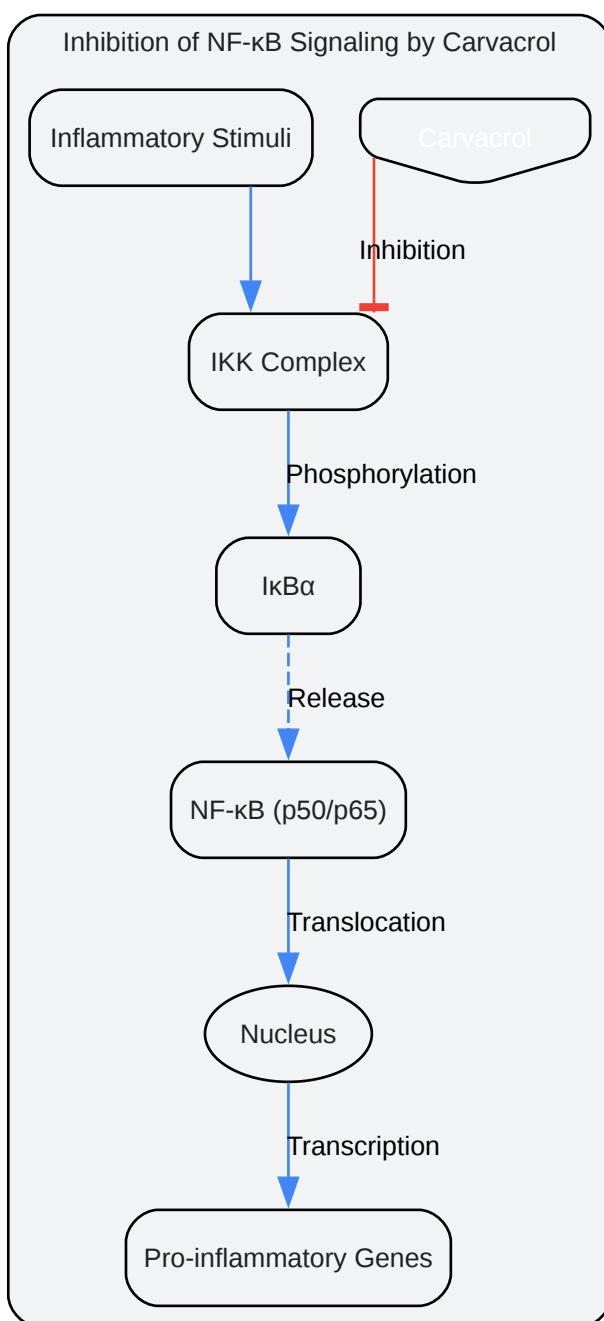 Inhibition of NF-κB Signaling by Carvacrol
Inflammatory Stimuli
Carvacrol
Inhibition
IKK Complex
Phosphorylation
IκBα
Release
NF-κB (p50/p65)
Translocation
Nucleus
Transcription
Pro-inflammatory Genes